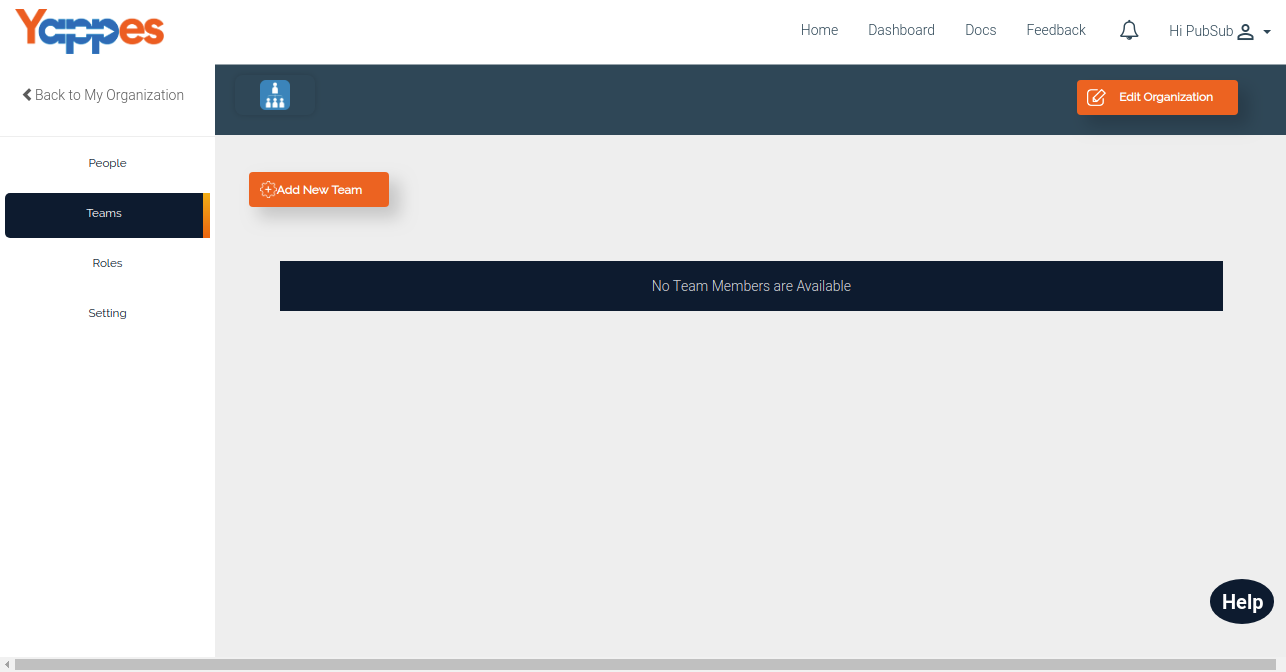 Yappes
Home Dashboard Docs Feedback Hi PubSub
Back to My Organization
Edit Organization
People
Teams
Roles
Setting
Add New Team
No Team Members are Available
Help